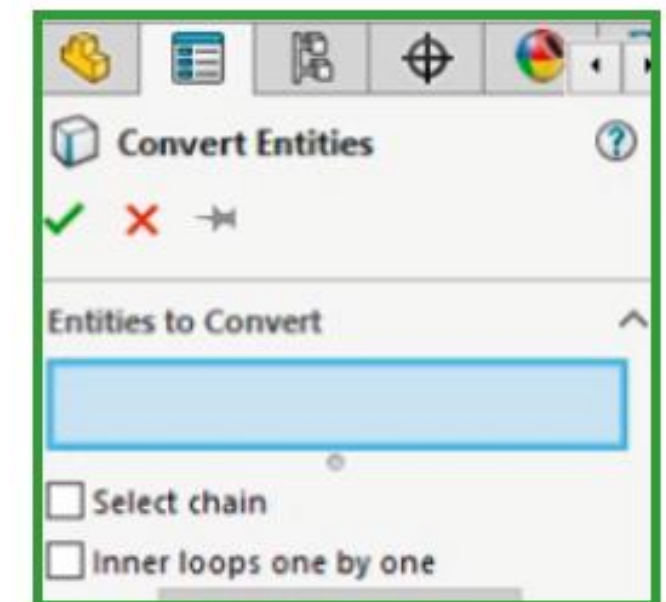 Convert Entities
Entities to Convert
Select chain
Inner loops one by one